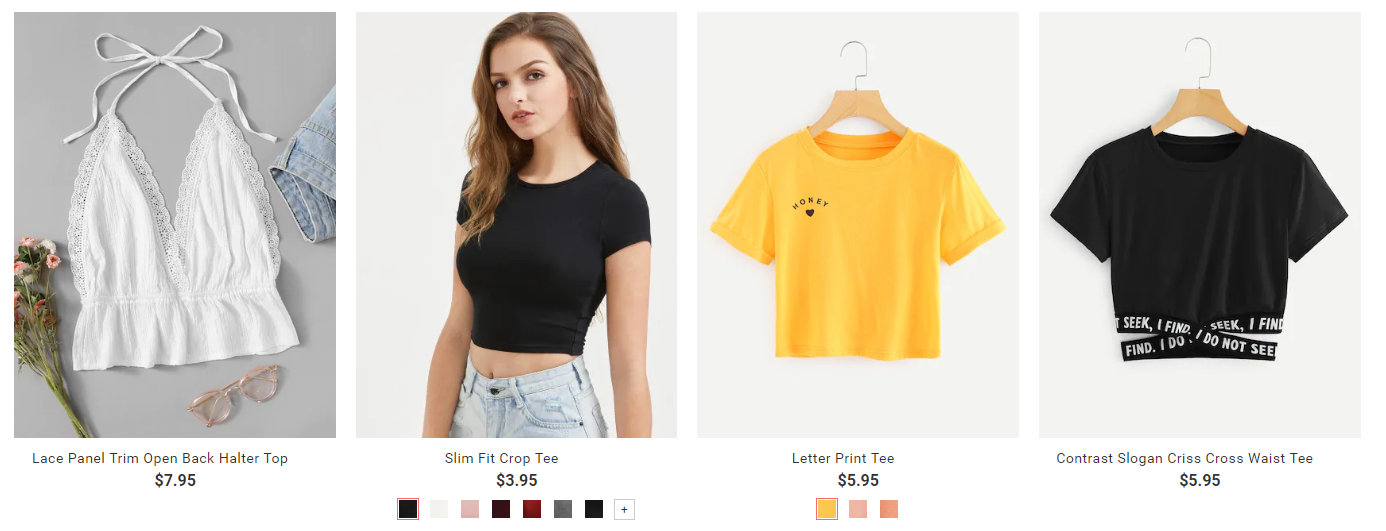 HONEY
T SEEK, I FIND.
SEEK, I FIND
FIND. I DO
I DO NOT SEE
Lace Panel Trim Open Back Halter Top
Slim Fit Crop Tee
Letter Print Tee
Contrast Slogan Criss Cross Waist Tee
$7.95
$3.95
$5.95
$5.95
+